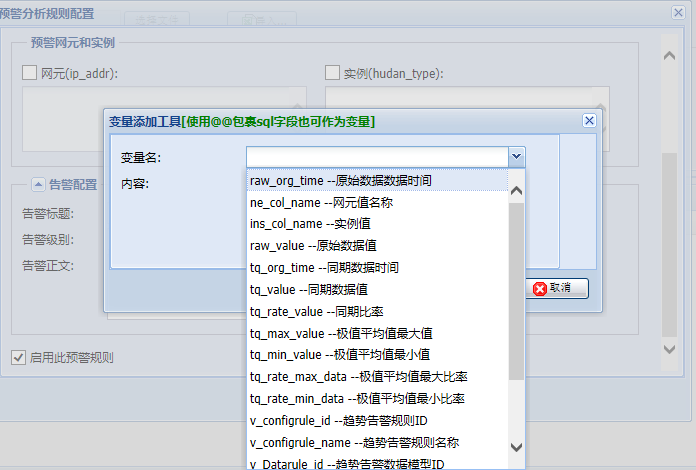 预警分析规则配置
预警网元和实例
网元(ip_addr):
实例(hudan_type):
变量添加工具[使用@@包裹sql字段也可作为变量]
变量名:
内容:
raw_org_time --原始数据数据时间
ne_col_name --网元值名称
ins_col_name --实例值
raw_value --原始数据值
tq_org_time --同期数据时间
tq_value --同期数据值
tq_rate_value --同期比率
tq_max_value --极值平均值最大值
tq_min_value --极值平均值最小值
tq_rate_max_data --极值平均值最大比率
tq_rate_min_data --极值平均值最小比率
v_configrule_id --趋势告警规则ID
v_configrule_name --趋势告警规则名称
v_Datarule_id --趋势告警数据模型ID
取消
告警配置
告警标题:
告警级别:
告警正文:
启用此预警规则